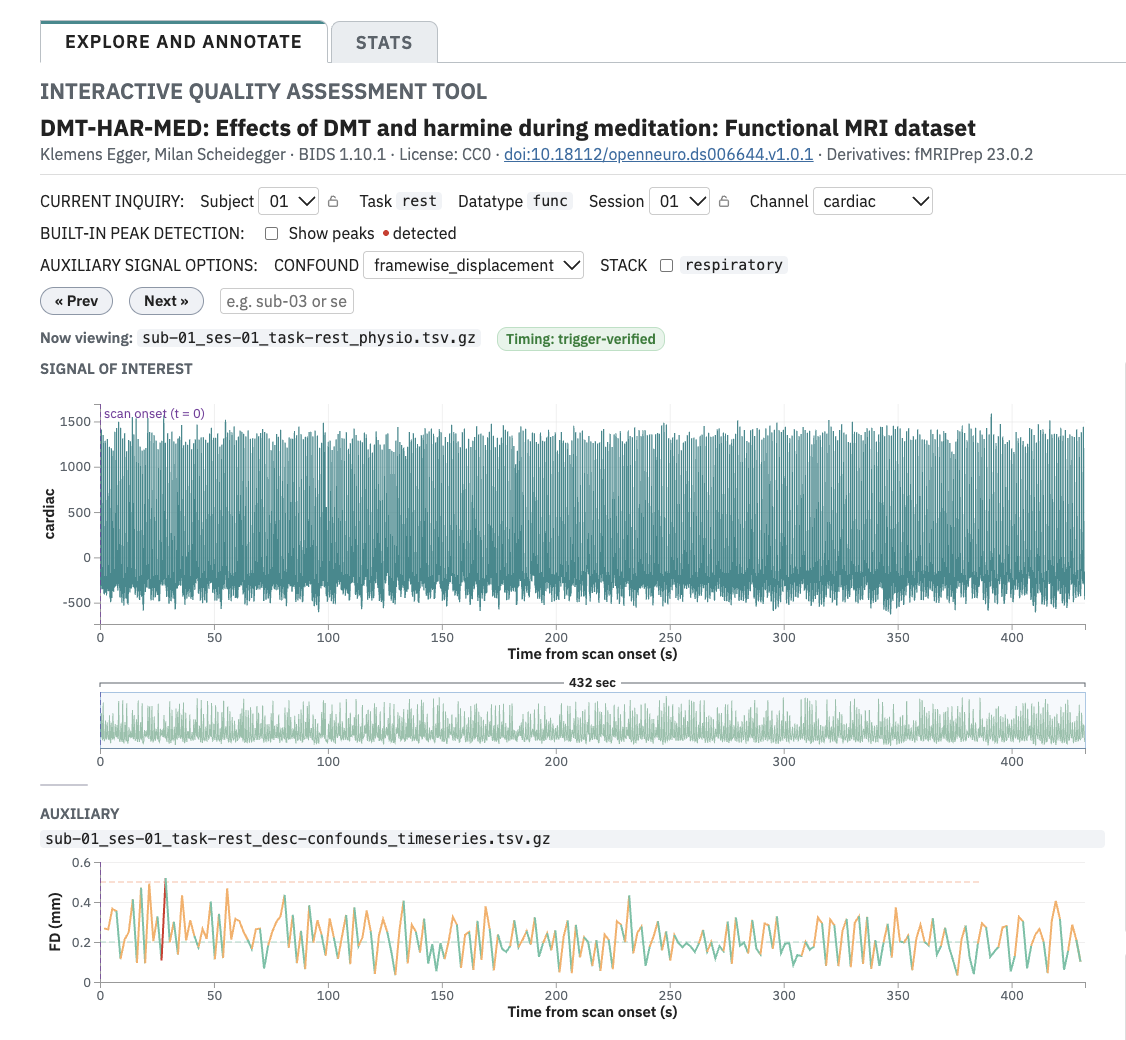 EXPLORE AND ANNOTATE STATS
INTERACTIVE QUALITY ASSESSMENT TOOL
DMT-HAR-MED: Effects of DMT and harmine during meditation: Functional MRI dataset
Klemens Egger, Milan Scheidegger · BIDS 1.10.1 · License: CC0 · doi:10.18112/openneuro.ds006644.v1.0.1 · Derivatives: fMRIPrep 23.0.2
CURRENT INQUIRY: Subject 01 Task rest Datatype func Session 01 Channel cardiac
BUILT-IN PEAK DETECTION: Show peaks • detected
AUXILIARY SIGNAL OPTIONS: CONFOUND framewise_displacement STACK respiratory
« Prev Next » e.g. sub-03 or se
Now viewing: sub-01_ses-01_task-rest_physio.tsv.gz Timing: trigger-verified
SIGNAL OF INTEREST
scan onset (t = 0)
1500
1000
500
0
-500
cardiac
0 50 100 150 200 250 300 350 400
Time from scan onset (s)
432 sec
0 100 200 300 400
AUXILIARY
sub-01_ses-01_task-rest_desc-confounds_timeseries.tsv.gz
0.6
0.4
0.2
0
FD (mm)
0 50 100 150 200 250 300 350 400
Time from scan onset (s)